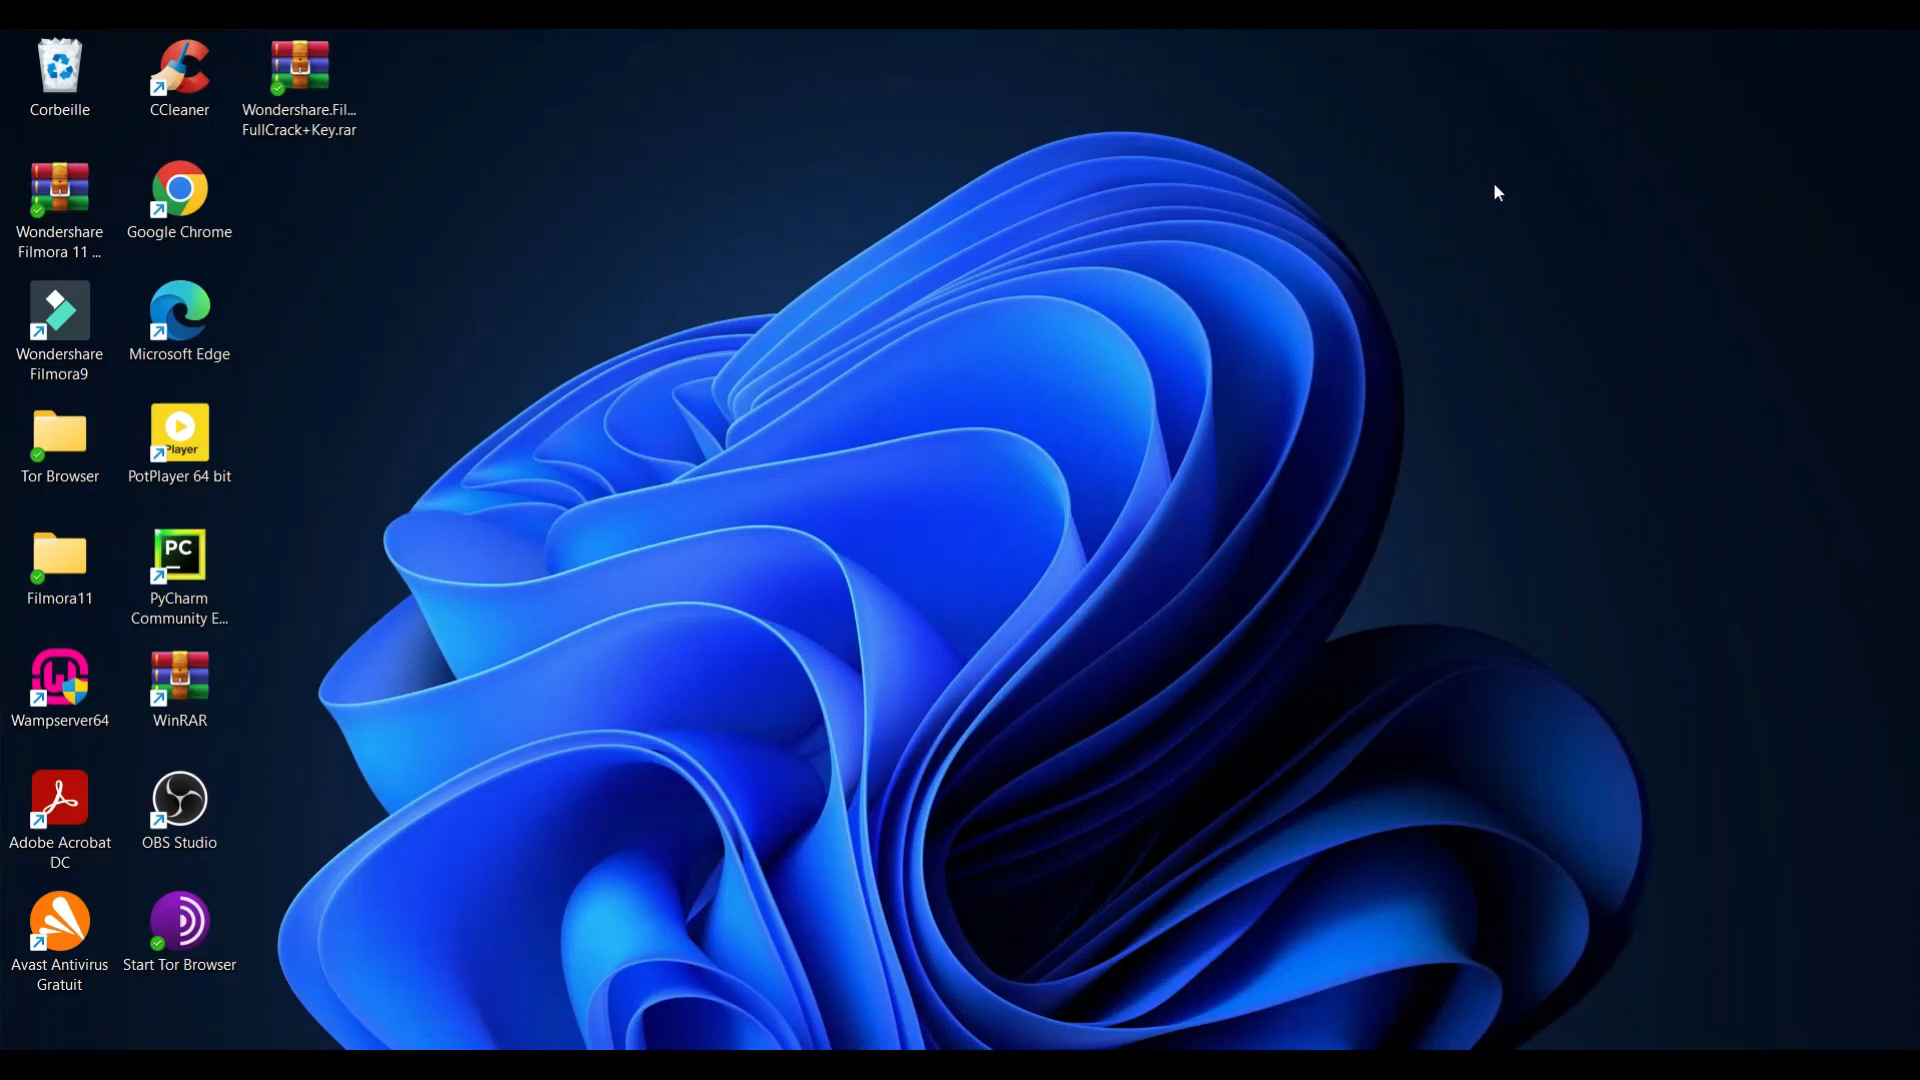 Corbeille
CCleaner
Wondershare.Fil...
FullCrack+Key.rar
Wondershare
Filmora 11 ...
Google Chrome
Wondershare
Filmora9
Microsoft Edge
Tor Browser
Player
PotPlayer 64 bit
Filmora11
PC
PyCharm
Community E...
Wampserver64
WinRAR
Adobe Acrobat
DC
OBS Studio
Avast Antivirus
Gratuit
Start Tor Browser